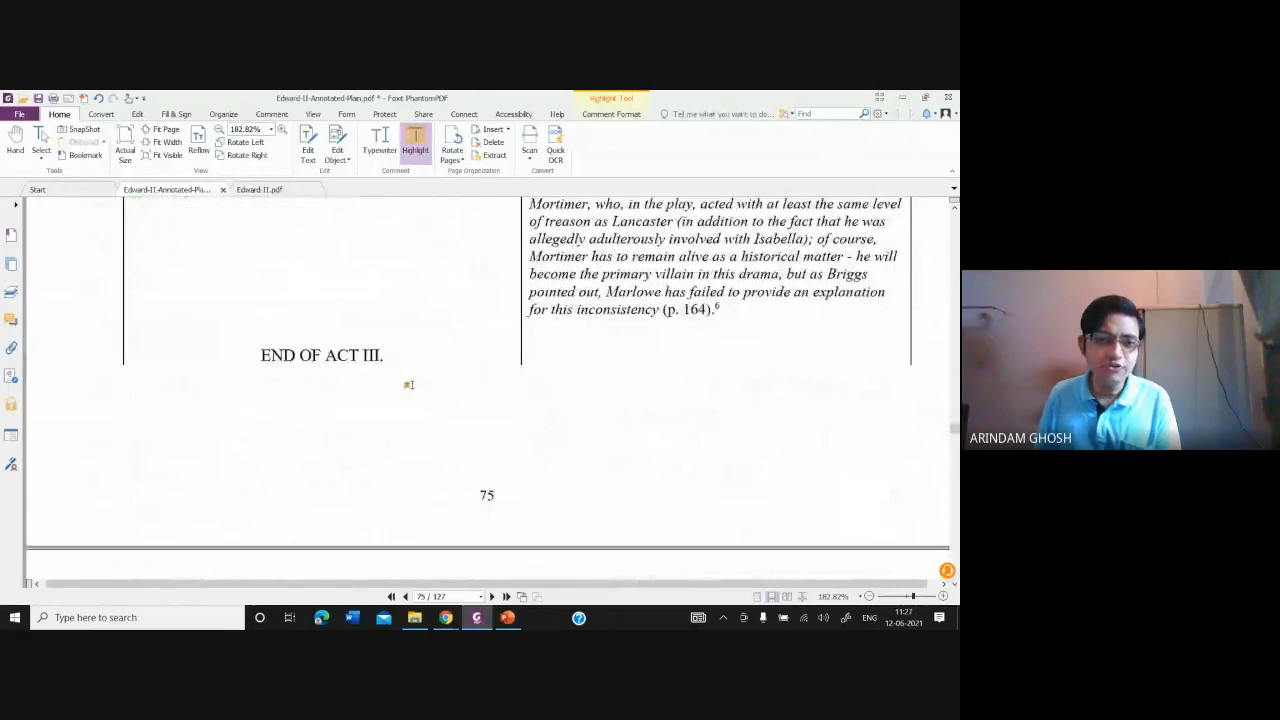 Edward-II-Annotated-Plan.pdf * - Foxit PhantomPDF
Highlight Tool
File
Home
Convert
Edit
Fill & Sign
Organize
Comment
View
Form
Protect
Share
Connect
Accessibility
Help
Comment Format
Tell me what you want to do...
Find
Hand
Select
SnapShot
Clipboard
Bookmark
Actual Size
Fit Page
Fit Width
Fit Visible
Reflow
182.82%
Rotate Left
Rotate Right
Edit Text
Edit Object
Typewriter
Highlight
Rotate Pages
Insert
Delete
Extract
Scan
Quick OCR
Tools
View
Edit
Comment
Page Organization
Convert
Start
Edward-II-Annotated-Pla...
Edward-II.pdf
Mortimer, who, in the play, acted with at least the same level
of treason as Lancaster (in addition to the fact that he was
allegedly adulterously involved with Isabella); of course,
Mortimer has to remain alive as a historical matter - he will
become the primary villain in this drama, but as Briggs
pointed out, Marlowe has failed to provide an explanation
for this inconsistency (p. 164).6
END OF ACT III.
75
ARINDAM GHOSH
75 / 127
182.82%
Type here to search
ENG
11:27
12-06-2021